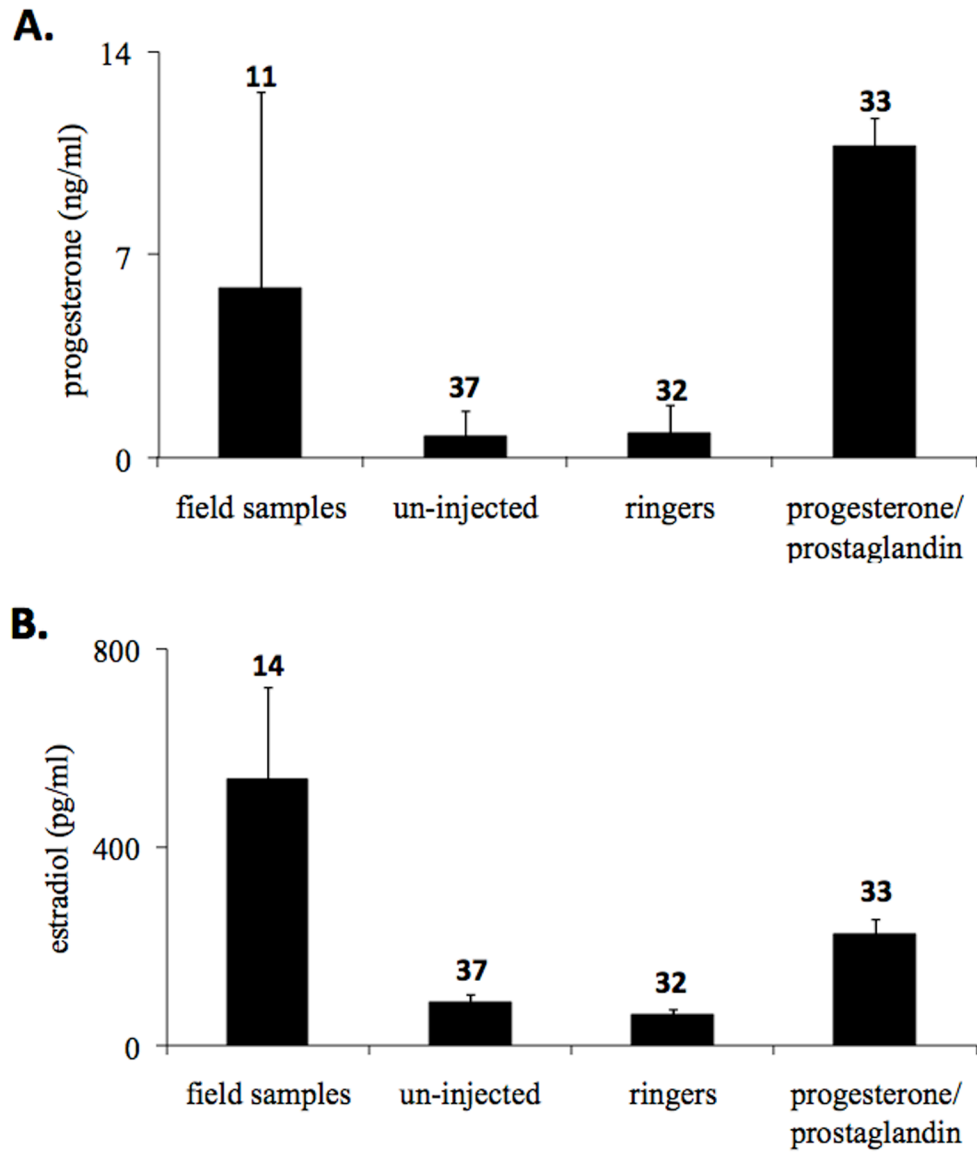 A.
14
11
33
progesterone (ng/ml)
7
37
32
0
field samples
un-injected
ringers
progesterone/
prostaglandin
B.
800
14
estradiol (pg/ml)
400
33
37
32
0
field samples
un-injected
ringers
progesterone/
prostaglandin